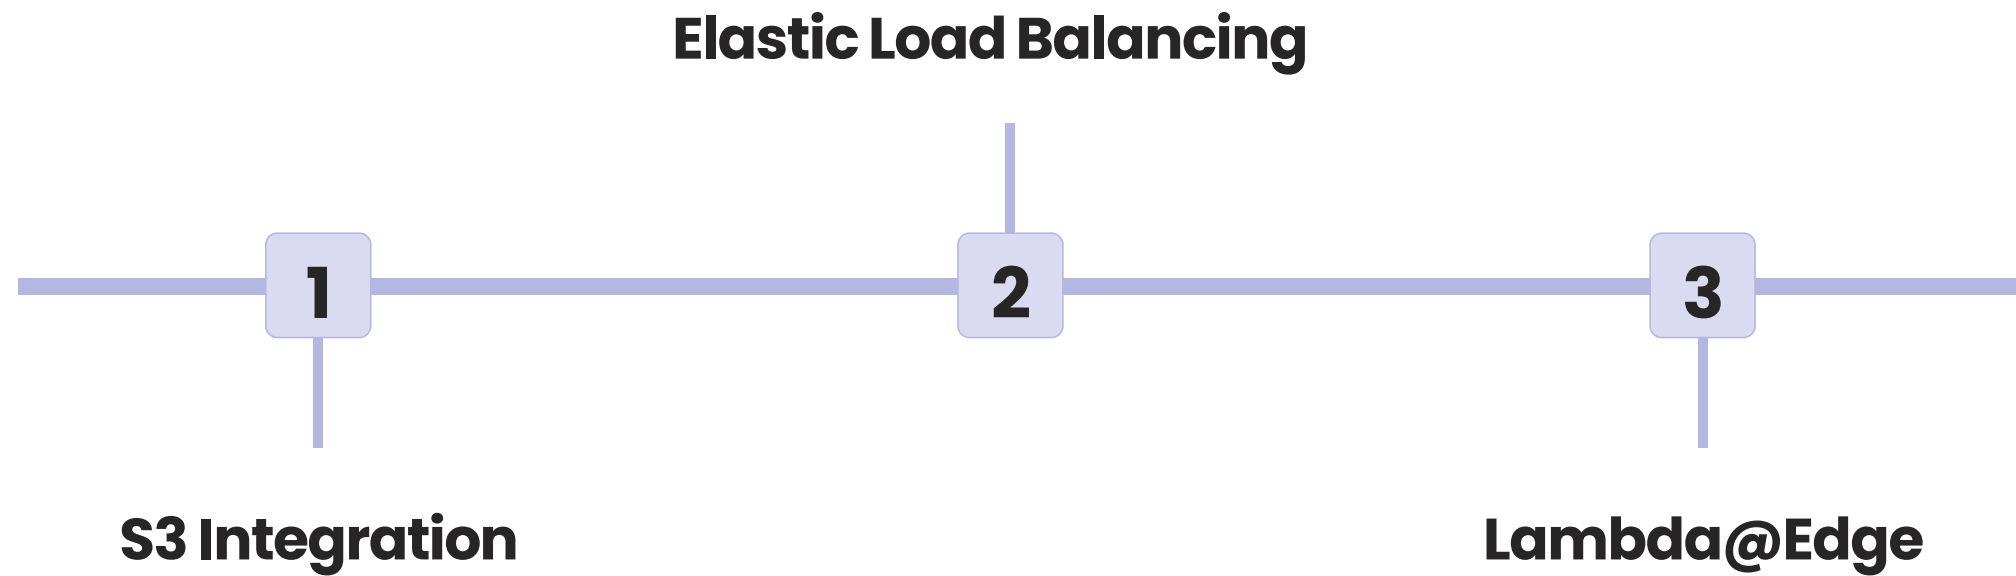 Elastic Load Balancing
1
2
3
S3 Integration
Lambda@Edge